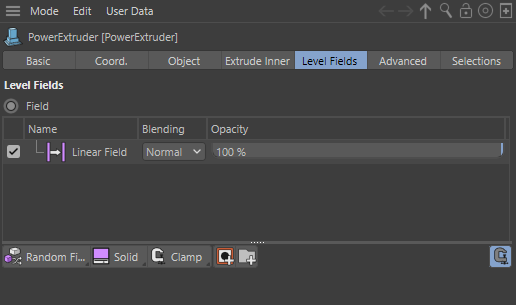 Mode Edit User Data
PowerExtruder [PowerExtruder]
Basic Coord. Object Extrude Inner Level Fields Advanced Selections
Level Fields
Field
Name Blending Opacity
Linear Field Normal 100 %
Random Fi... Solid Clamp